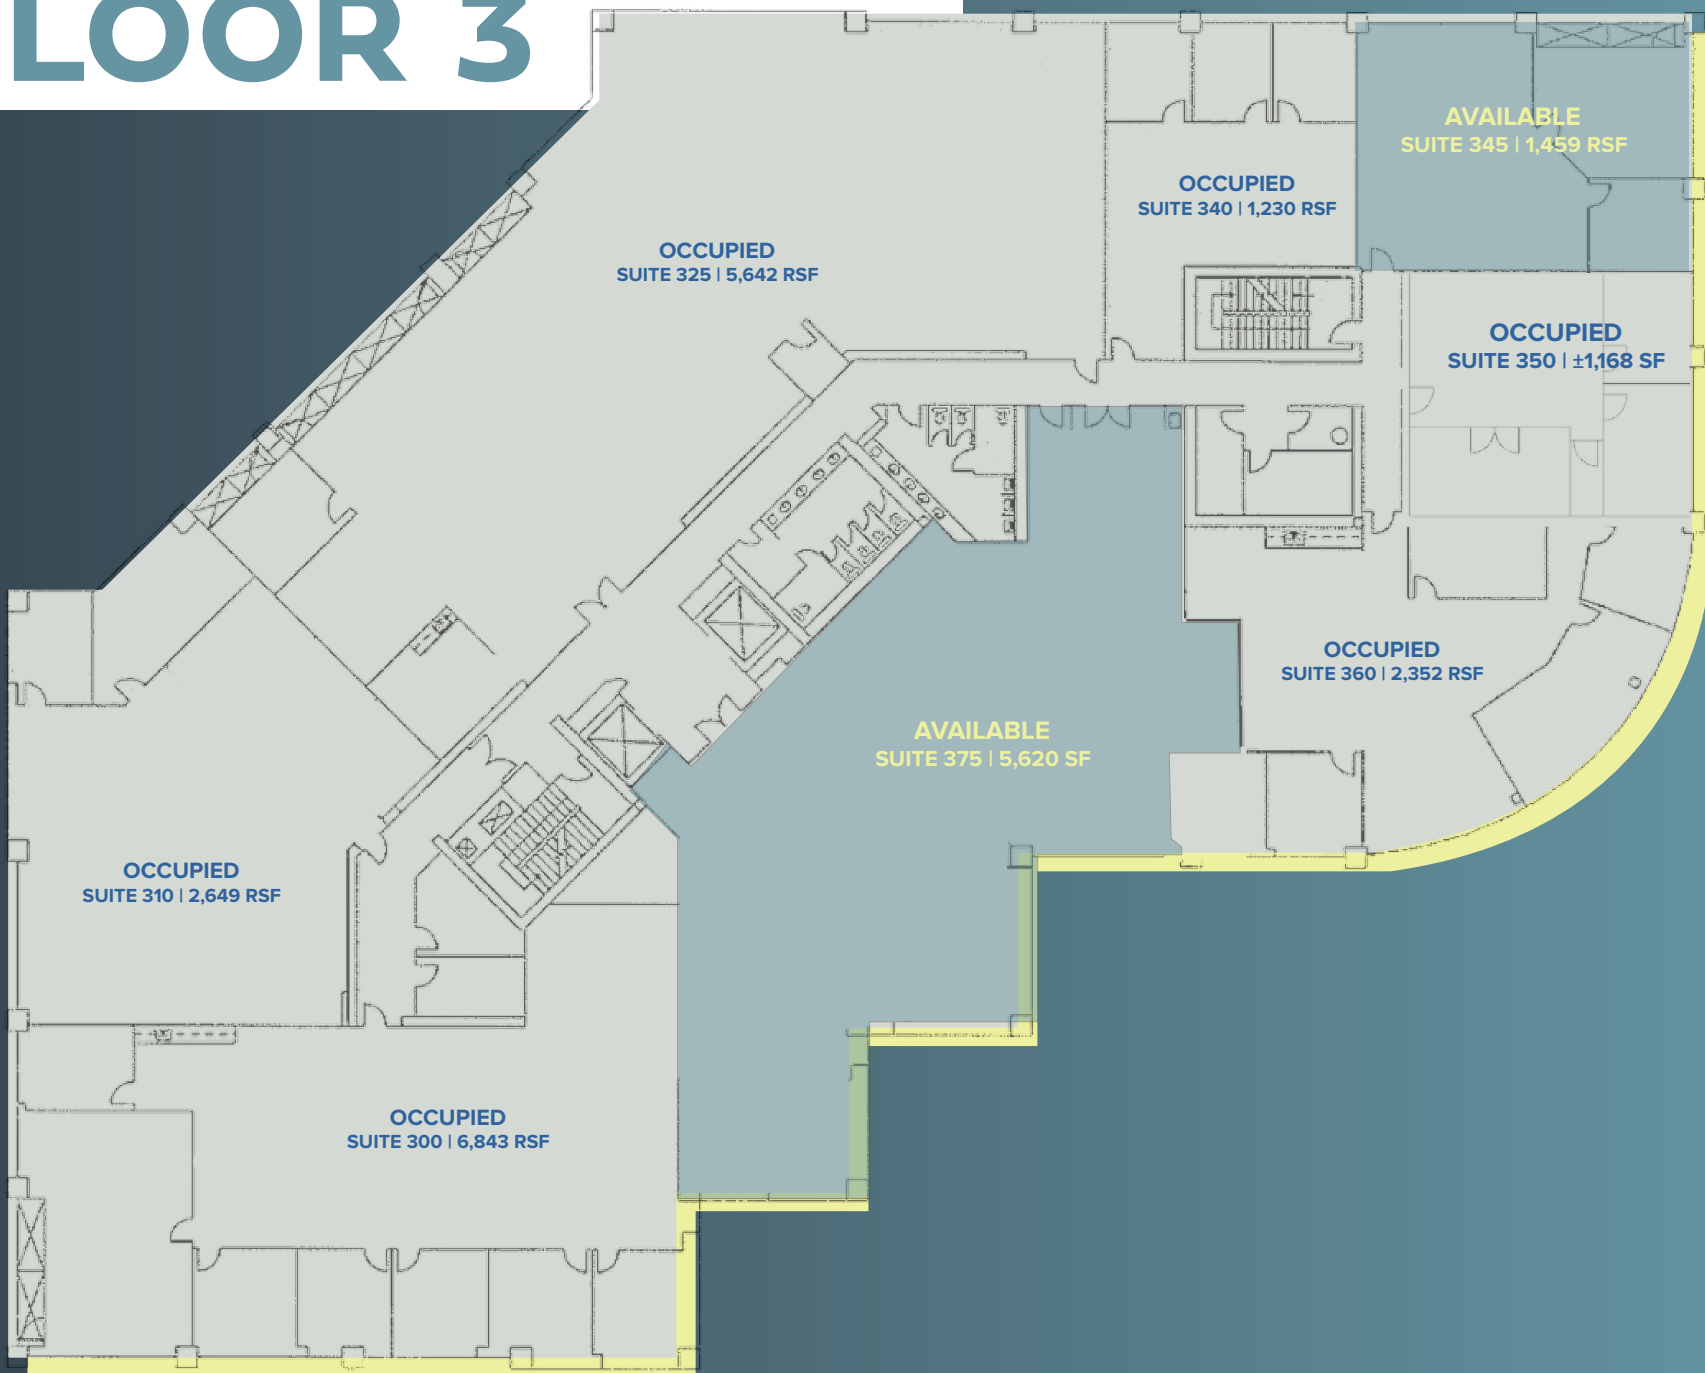 LOOR 3
AVAILABLE
SUITE 345 | 1,459 RSF
OCCUPIED
SUITE 340 | 1,230 RSF
OCCUPIED
SUITE 325 | 5,642 RSF
OCCUPIED
SUITE 350 | ±1,168 SF
OCCUPIED
SUITE 360 | 2,352 RSF
AVAILABLE
SUITE 375 | 5,620 SF
OCCUPIED
SUITE 310 | 2,649 RSF
OCCUPIED
SUITE 300 | 6,843 RSF